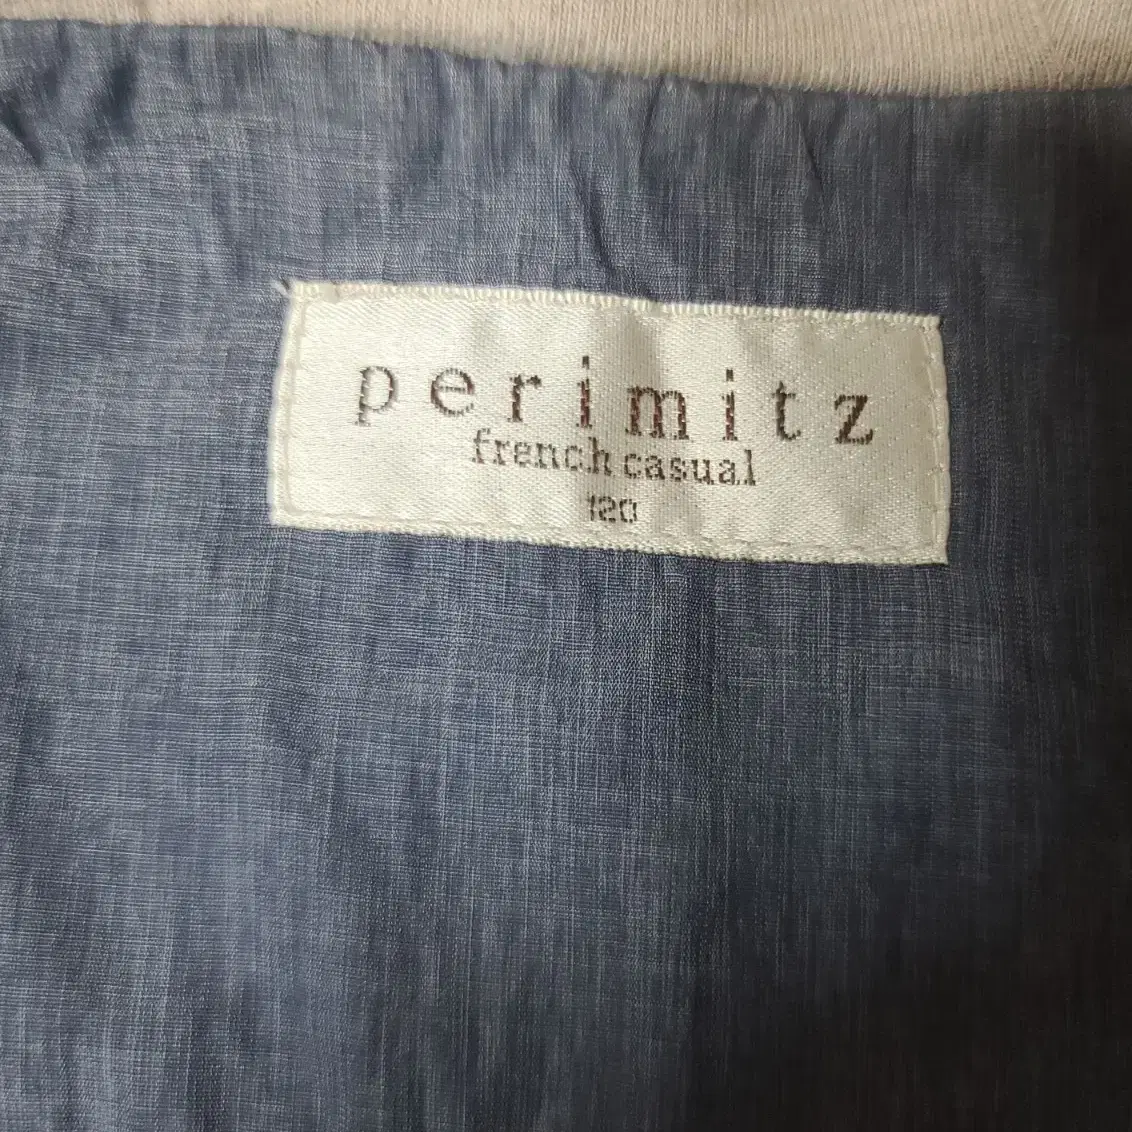 perimitz
french casual
120